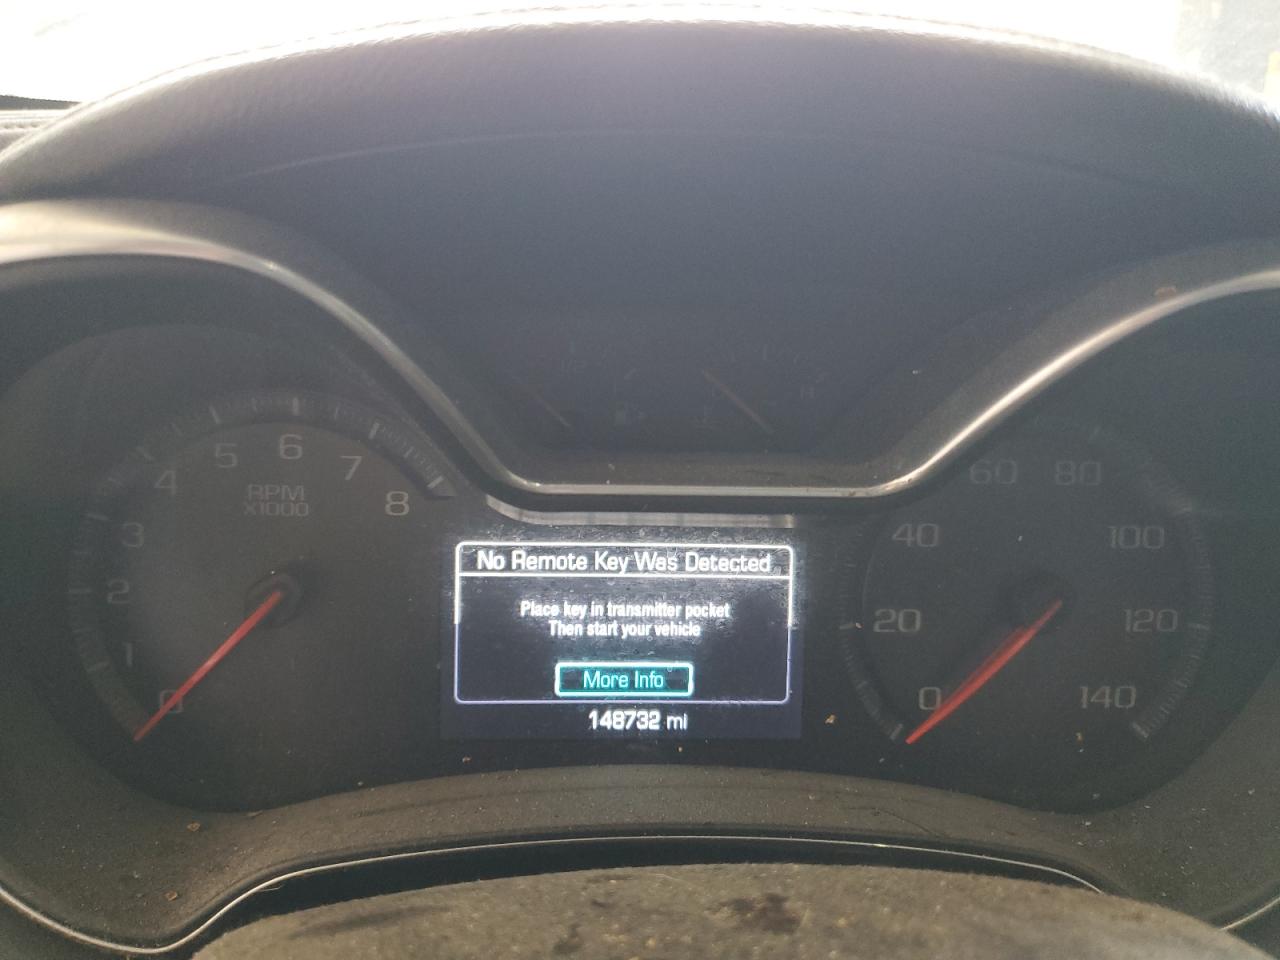 5 6 7
4 8
RPM
X1000
3
2
1
0
60 80
40 100
20 120
0 140
No Remote Key Was Detected
Place key in transmitter pocket
Then start your vehicle
More Info
148732 mi